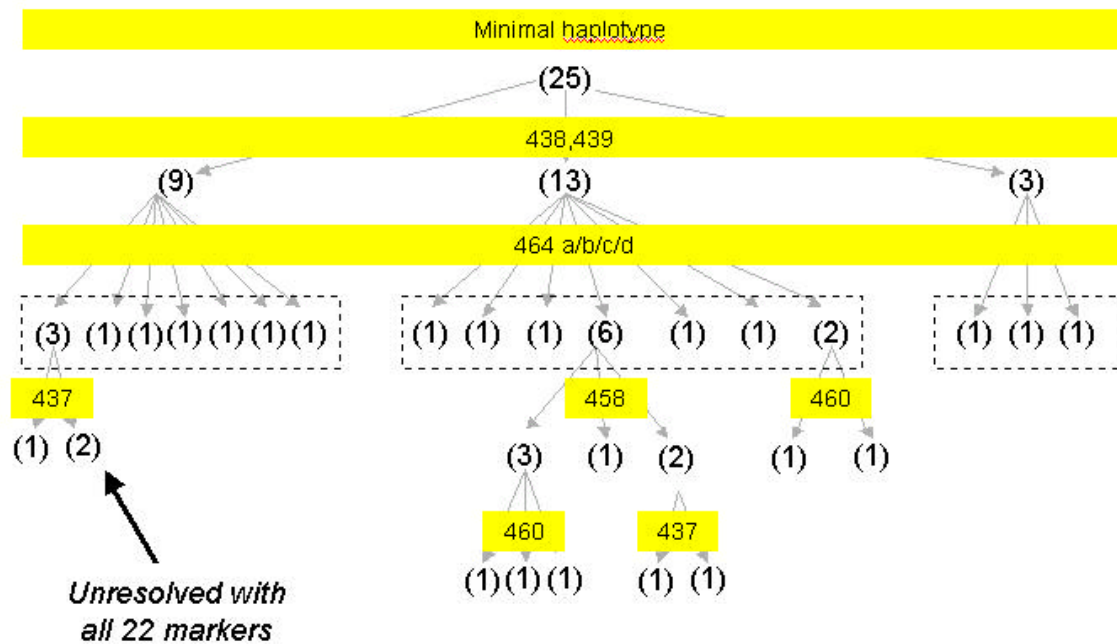 Minimal haplotype
(25)
438,439
(9) (13) (3)
464 a/b/c/d
(3) (1) (1) (1) (1) (1) (1) (1) (1) (1) (6) (1) (1) (2) (1) (1) (1)
437 458 460
(1) (2) (3) (1) (2) (1) (1)
460 437
(1) (1) (1) (1) (1)
Unresolved with
all 22 markers